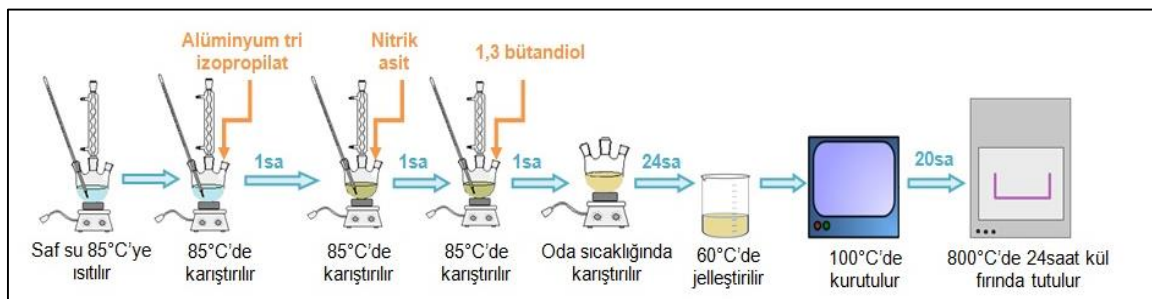 Alüminyum tri
izopropilat
Nitrik
asit
1,3 bütandiol
1sa
1sa
1sa
24sa
20sa
Saf su 85°C'ye
ısıtılır
85°C'de
karıştırılır
85°C'de
karıştırılır
85°C'de
karıştırılır
Oda sıcaklığında
karıştırılır
60°C'de
jelleştirilir
100°C'de
kurutulur
800°C'de 24saat kül
fırında tutulur